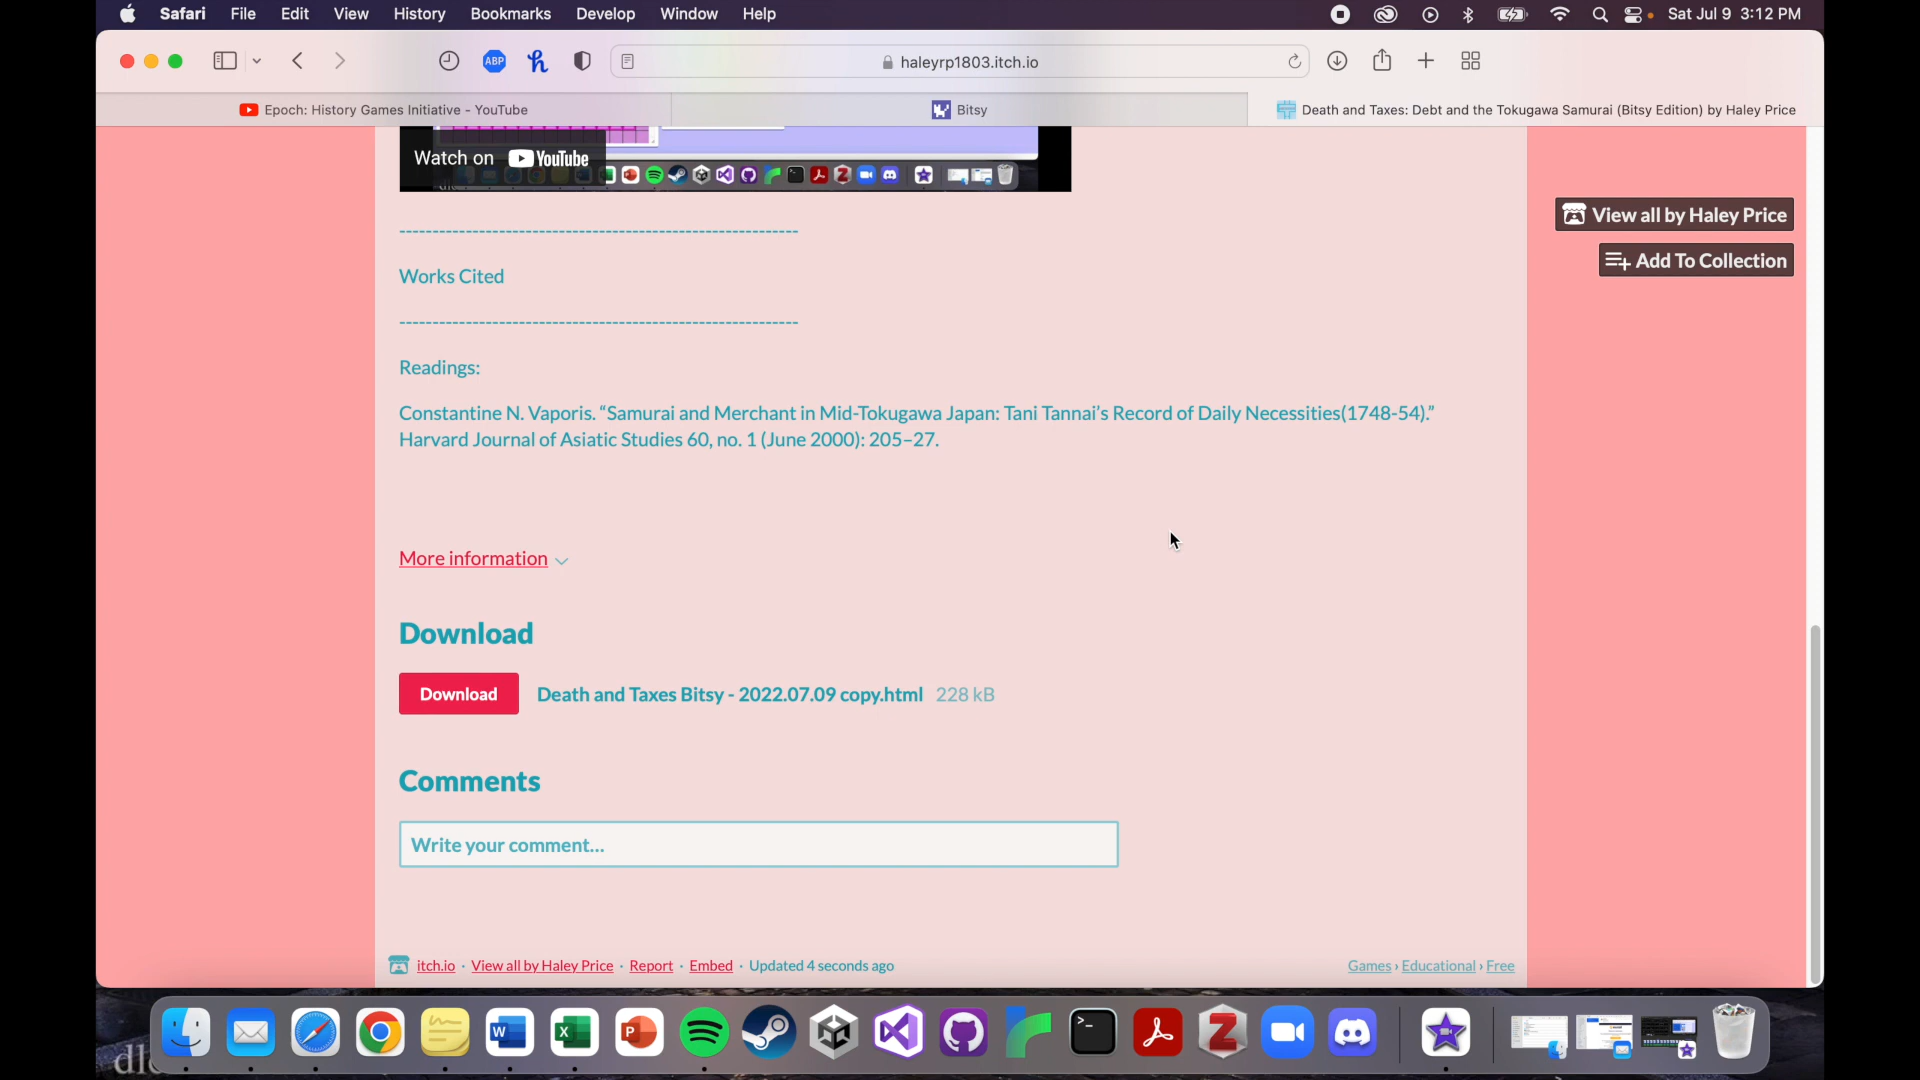 Safari File Edit View History Bookmarks Develop Window Help Sat Jul 9 3:12 PM
ABP haleyrp1803.itch.io
Epoch: History Games Initiative - YouTube Bitsy Death and Taxes: Debt and the Tokugawa Samurai (Bitsy Edition) by Haley Price
Watch on YouTube
View all by Haley Price
Add To Collection
------------------------------------------------------------
Works Cited
------------------------------------------------------------
Readings:
Constantine N. Vaporis. “Samurai and Merchant in Mid-Tokugawa Japan: Tani Tannai’s Record of Daily Necessities(1748-54).”
Harvard Journal of Asiatic Studies 60, no. 1 (June 2000): 205–27.
More information
Download
Download Death and Taxes Bitsy - 2022.07.09 copy.html 228 kB
Comments
Write your comment...
itch.io · View all by Haley Price · Report · Embed · Updated 4 seconds ago Games › Educational › Free